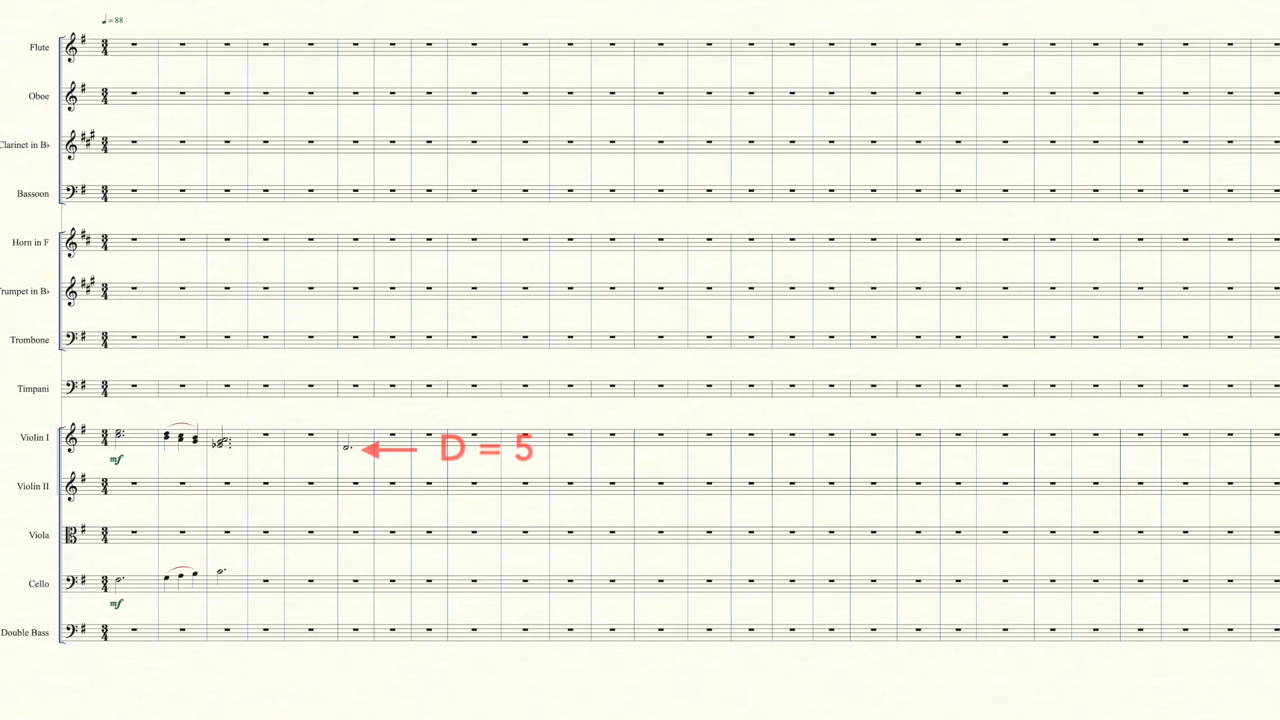 ♩= 88
Flute
Oboe
Clarinet in B♭
Bassoon
Horn in F
Trumpet in B♭
Trombone
Timpani
Violin I
D = 5
mf
Violin II
Viola
Cello
mf
Double Bass